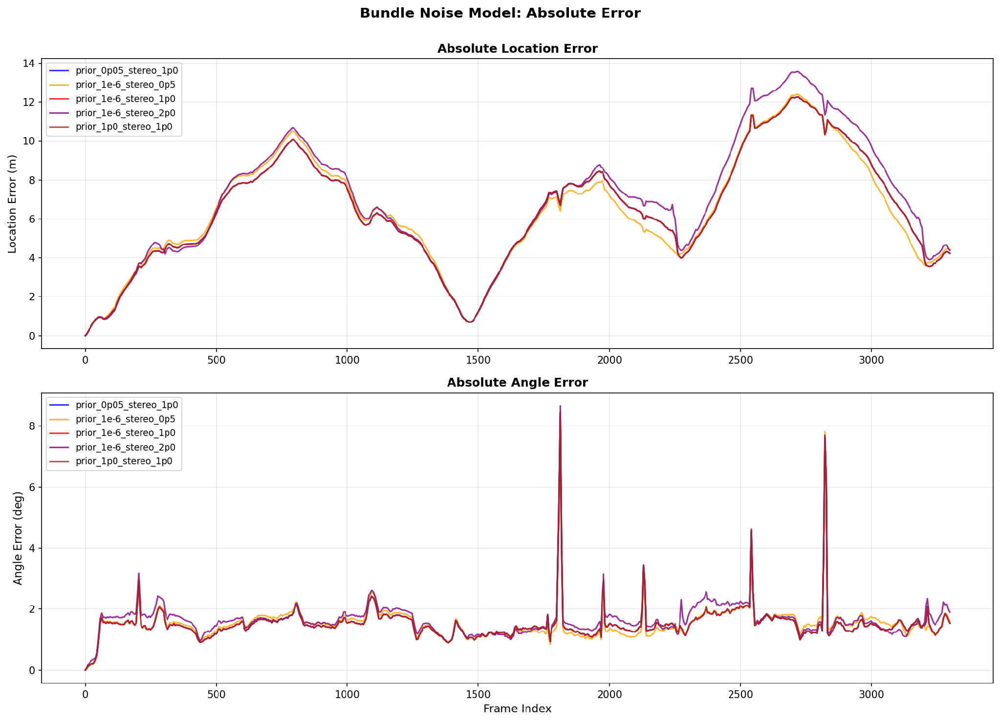 Bundle Noise Model: Absolute Error
Absolute Location Error
Location Error (m)
14
12
10
8
6
4
2
0
prior_0p05_stereo_1p0
prior_1e-6_stereo_0p5
prior_1e-6_stereo_1p0
prior_1e-6_stereo_2p0
prior_1p0_stereo_1p0
0 500 1000 1500 2000 2500 3000
Absolute Angle Error
Angle Error (deg)
8
6
4
2
0
prior_0p05_stereo_1p0
prior_1e-6_stereo_0p5
prior_1e-6_stereo_1p0
prior_1e-6_stereo_2p0
prior_1p0_stereo_1p0
0 500 1000 1500 2000 2500 3000
Frame Index